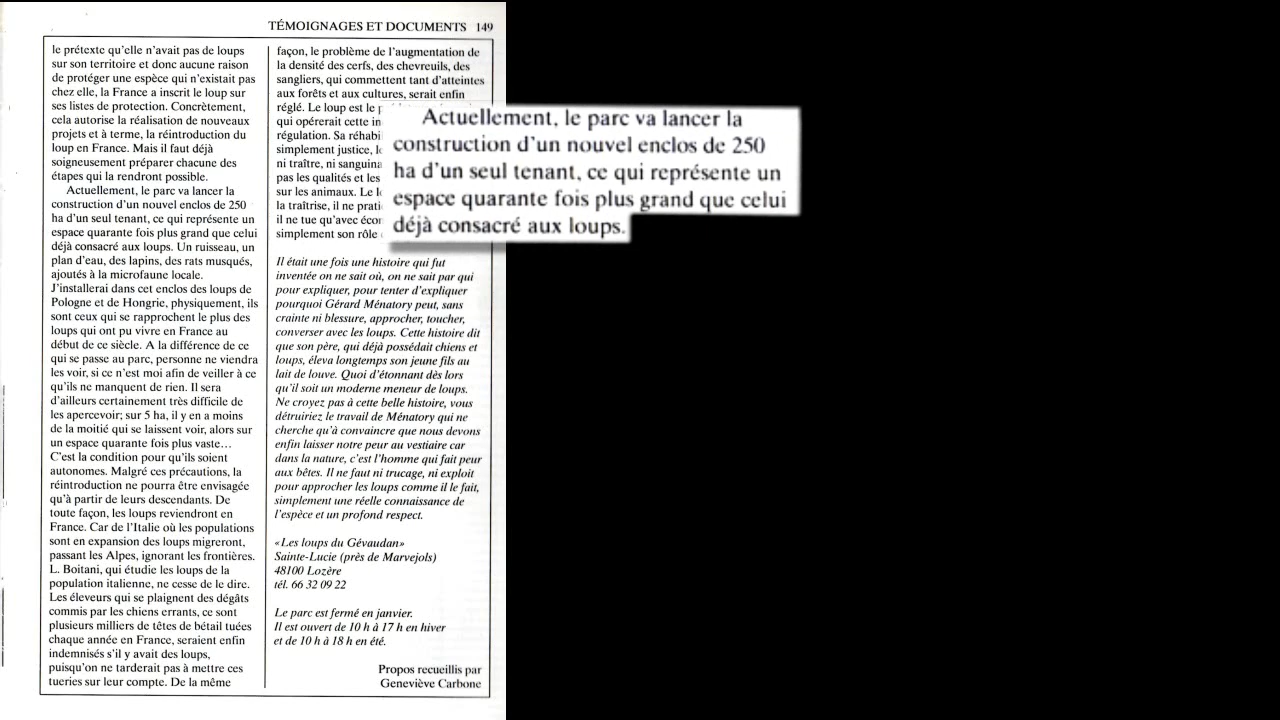 TÉMOIGNAGES ET DOCUMENTS 149
le prétexte qu'elle n'avait pas de loups
sur son territoire et donc aucune raison
de protéger une espèce qui n'existait pas
chez elle, la France a inscrit le loup sur
ses listes de protection. Concrètement,
cela autorise la réalisation de nouveaux
projets et à terme, la réintroduction du
loup en France. Mais il faut déjà
soigneusement préparer chacune des
étapes qui la rendront possible.
Actuellement, le parc va lancer la
construction d'un nouvel enclos de 250
ha d'un seul tenant, ce qui représente un
espace quarante fois plus grand que celui
déjà consacré aux loups. Un ruisseau, un
plan d'eau, des lapins, des rats musqués,
ajoutés à la microfaune locale.
J'installerai dans cet enclos des loups de
Pologne et de Hongrie, physiquement, ils
sont ceux qui se rapprochent le plus des
loups qui ont pu vivre en France au
début de ce siècle. A la différence de ce
qui se passe au parc, personne ne viendra
les voir, si ce n'est moi afin de veiller à ce
qu'ils ne manquent de rien. Il sera
d'ailleurs certainement très difficile de
les apercevoir; sur 5 ha, il y en a moins
de la moitié qui se laissent voir, alors sur
un espace quarante fois plus vaste…
C'est la condition pour qu'ils soient
autonomes. Malgré ces précautions, la
réintroduction ne pourra être envisagée
qu'à partir de leurs descendants. De
toute façon, les loups reviendront en
France. Car de l'Italie où les populations
sont en expansion des loups migreront,
passant les Alpes, ignorant les frontières.
L. Boitani, qui étudie les loups de la
population italienne, ne cesse de le dire.
Les éleveurs qui se plaignent des dégâts
commis par les chiens errants, ce sont
plusieurs milliers de têtes de bétail tuées
chaque année en France, seraient enfin
indemnisés s'il y avait des loups,
puisqu'on ne tarderait pas à mettre ces
tueries sur leur compte. De la même
façon, le problème de l'augmentation de
la densité des cerfs, des chevreuils, des
sangliers, qui commettent tant d'atteintes
aux forêts et aux cultures, serait enfin
réglé. Le loup est le
qui opérerait cette
régulation. Sa
simplement justice,
ni traître, ni
pas les qualités et les
sur les animaux. Le
la traîtrise, il ne
il ne tue qu'avec
simplement son rôle
Actuellement, le parc va lancer la
construction d'un nouvel enclos de 250
ha d'un seul tenant, ce qui représente un
espace quarante fois plus grand que celui
déjà consacré aux loups.
Il était une fois une histoire qui fut
inventée on ne sait où, on ne sait par qui
pour expliquer, pour tenter d'expliquer
pourquoi Gérard Ménatory peut, sans
crainte ni blessure, approcher, toucher,
converser avec les loups. Cette histoire dit
que son père, qui déjà possédait chiens et
loups, éleva longtemps son jeune fils au
lait de louve. Quoi d'étonnant dès lors
qu'il soit un moderne meneur de loups.
Ne croyez pas à cette belle histoire, vous
détruiriez le travail de Ménatory qui ne
cherche qu'à convaincre que nous devons
enfin laisser notre peur au vestiaire car
dans la nature, c'est l'homme qui fait peur
aux bêtes. Il ne faut ni trucage, ni exploit
pour approcher les loups comme il le fait,
simplement une réelle connaissance de
l'espèce et un profond respect.
«Les loups du Gévaudan»
Sainte-Lucie (près de Marvejols)
48100 Lozère
tél. 66 32 09 22
Le parc est fermé en janvier.
Il est ouvert de 10 h à 17 h en hiver
et de 10 h à 18 h en été.
Propos recueillis par
Geneviève Carbone